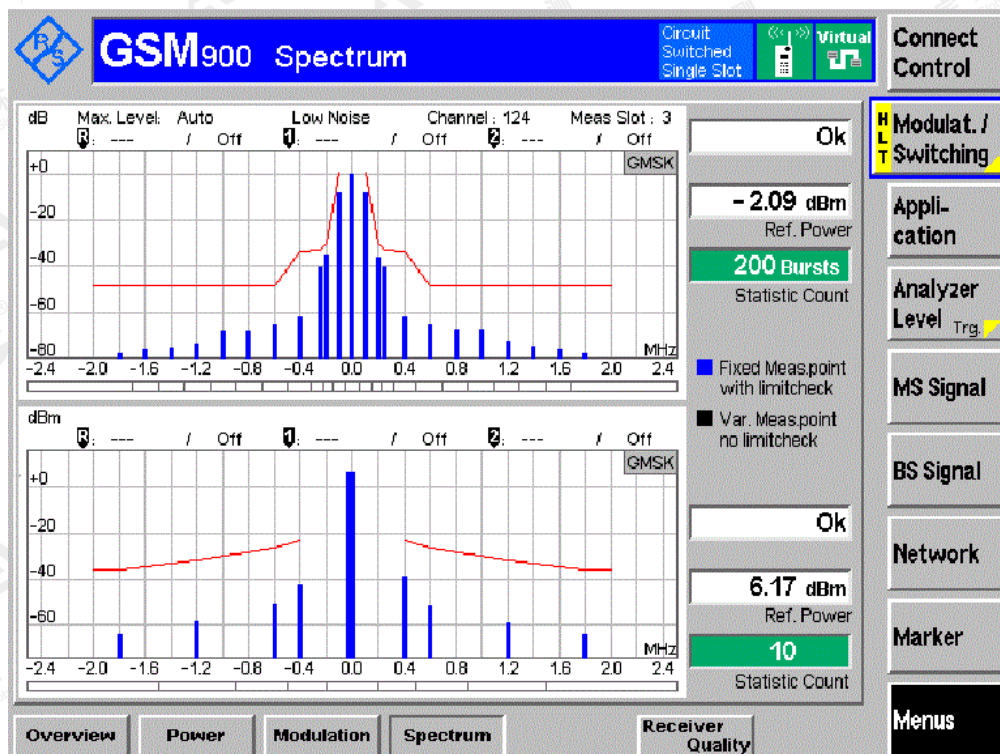 R/S
GSM900 Spectrum
Circuit
Switched
Single Slot
Virtual
Connect
Control
dB Max. Level: Auto Low Noise Channel : 124 Meas Slot : 3
R: --- / Off 1: --- / Off 2: --- / Off
GMSK
+0
-20
-40
-60
-80
MHz
-2.4 -2.0 -1.6 -1.2 -0.8 -0.4 0.0 0.4 0.8 1.2 1.6 2.0 2.4
Ok
- 2.09 dBm
Ref. Power
200 Bursts
Statistic Count
Fixed Meas.point
with limitcheck
Var. Meas.point
no limitcheck
dBm
R: --- / Off 1: --- / Off 2: --- / Off
GMSK
+0
-20
-40
-60
MHz
-2.4 -2.0 -1.6 -1.2 -0.8 -0.4 0.0 0.4 0.8 1.2 1.6 2.0 2.4
Ok
6.17 dBm
Ref. Power
10
Statistic Count
HLT
Modulat. /
Switching
Appli-
cation
Analyzer
Level Trg.
MS Signal
BS Signal
Network
Marker
Menus
Overview Power Modulation Spectrum Receiver
Quality